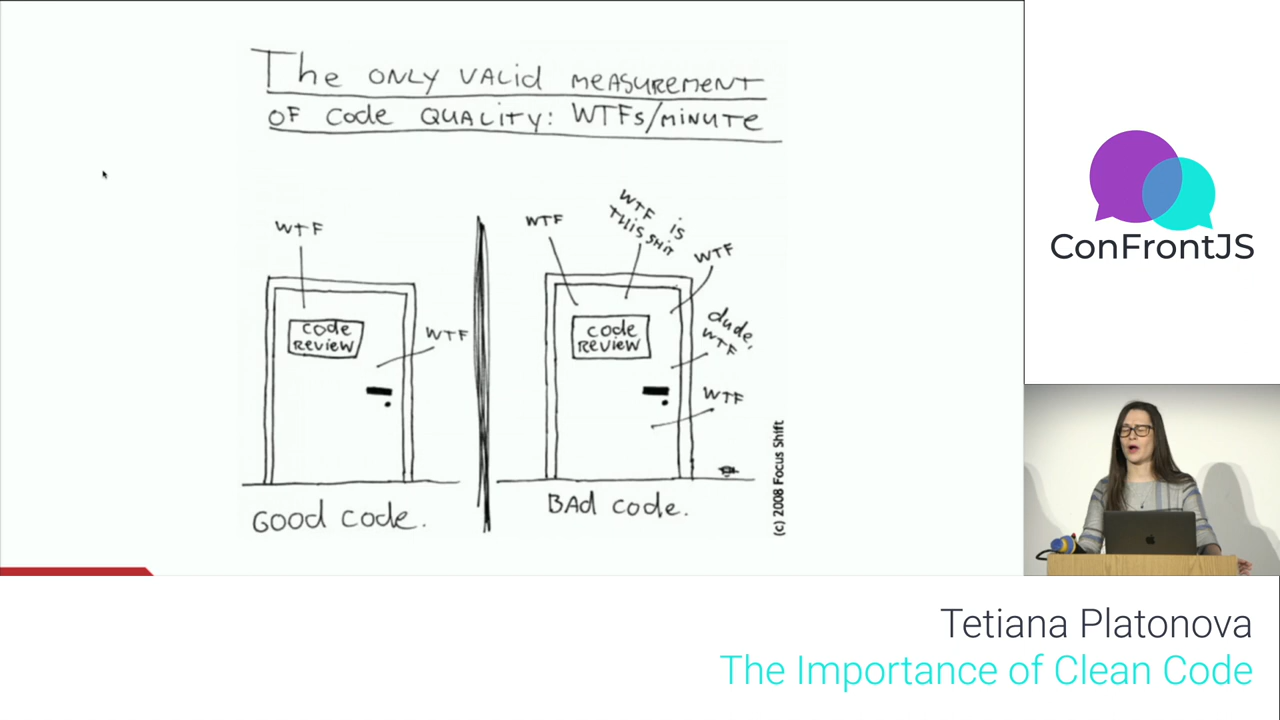 The ONLY VALid MEASUREMENT
OF Code QUALITY: WTFs/MINUTE
WTF
code
REVIEW
WTF
GOOD code.
WTF
WTF is
THIS SHIT
WTF
dude,
WTF
code
REVIEW
WTF
BAd code.
(c) 2008 Focus Shift
ConFrontJS
Tetiana Platonova
The Importance of Clean Code